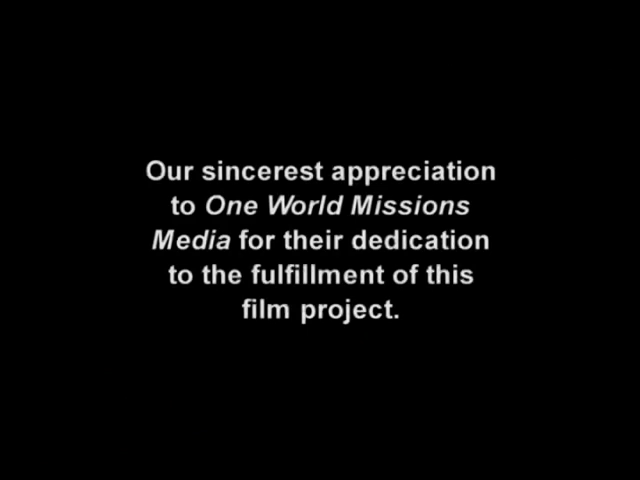 Our sincerest appreciation
to One World Missions
Media for their dedication
to the fulfillment of this
film project.